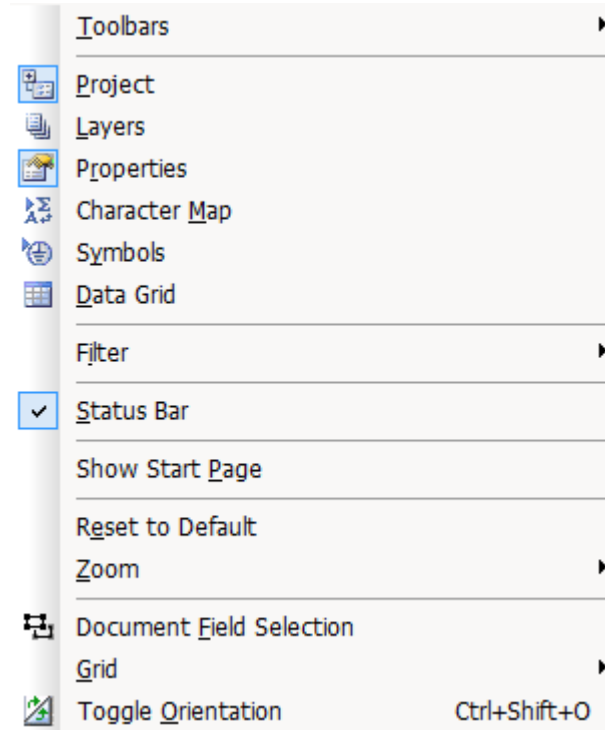 Toolbars
Project
Layers
Properties
Character Map
Symbols
Data Grid
Filter
Status Bar
Show Start Page
Reset to Default
Zoom
Document Field Selection
Grid
Toggle Orientation Ctrl+Shift+O